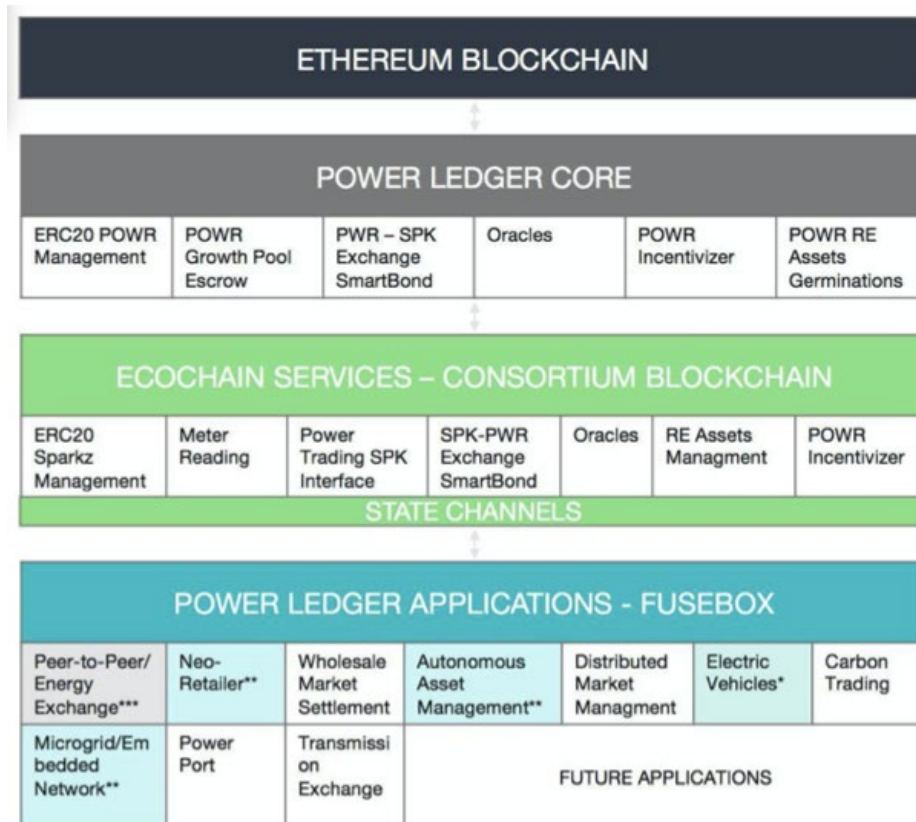 ETHEREUM BLOCKCHAIN
POWER LEDGER CORE
ERC20 POWR
Management
POWR
Growth Pool
Escrow
PWR – SPK
Exchange
SmartBond
Oracles
POWR
Incentivizer
POWR RE
Assets
Germinations
ECOCHAIN SERVICES – CONSORTIUM BLOCKCHAIN
ERC20
Sparkz
Management
Meter
Reading
Power
Trading SPK
Interface
SPK-PWR
Exchange
SmartBond
Oracles
RE Assets
Managment
POWR
Incentivizer
STATE CHANNELS
POWER LEDGER APPLICATIONS - FUSEBOX
Peer-to-Peer/
Energy
Exchange***
Neo-
Retailer**
Wholesale
Market
Settlement
Autonomous
Asset
Management**
Distributed
Market
Managment
Electric
Vehicles*
Carbon
Trading
Microgrid/Em
bedded
Network**
Power
Port
Transmissi
on
Exchange
FUTURE APPLICATIONS